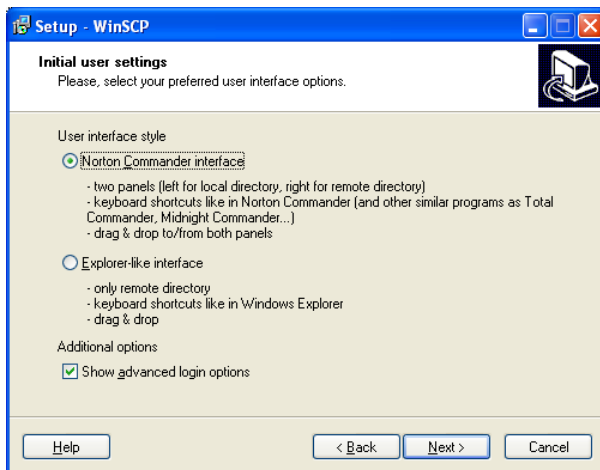 Setup - WinSCP
Initial user settings
Please, select your preferred user interface options.
User interface style
Norton Commander interface
- two panels (left for local directory, right for remote directory)
- keyboard shortcuts like in Norton Commander (and other similar programs as Total
Commander, Midnight Commander...)
- drag & drop to/from both panels
Explorer-like interface
- only remote directory
- keyboard shortcuts like in Windows Explorer
- drag & drop
Additional options
Show advanced login options
Help
< Back
Next >
Cancel